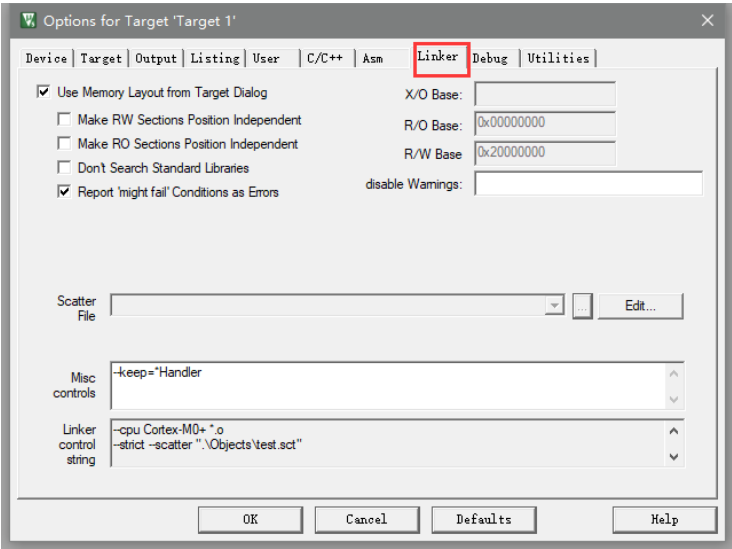 Options for Target 'Target 1'
Device Target Output Listing User C/C++ Asm Linker Debug Utilities
Use Memory Layout from Target Dialog
Make RW Sections Position Independent
Make RO Sections Position Independent
Don't Search Standard Libraries
Report 'might fail' Conditions as Errors
X/O Base:
R/O Base: 0x00000000
R/W Base 0x20000000
disable Warnings:
Scatter
File
...
Edit...
Misc
controls
--keep=*Handler
Linker
control
string
--cpu Cortex-M0+ *.o
--strict --scatter ".\Objects\test.sct"
OK Cancel Defaults Help